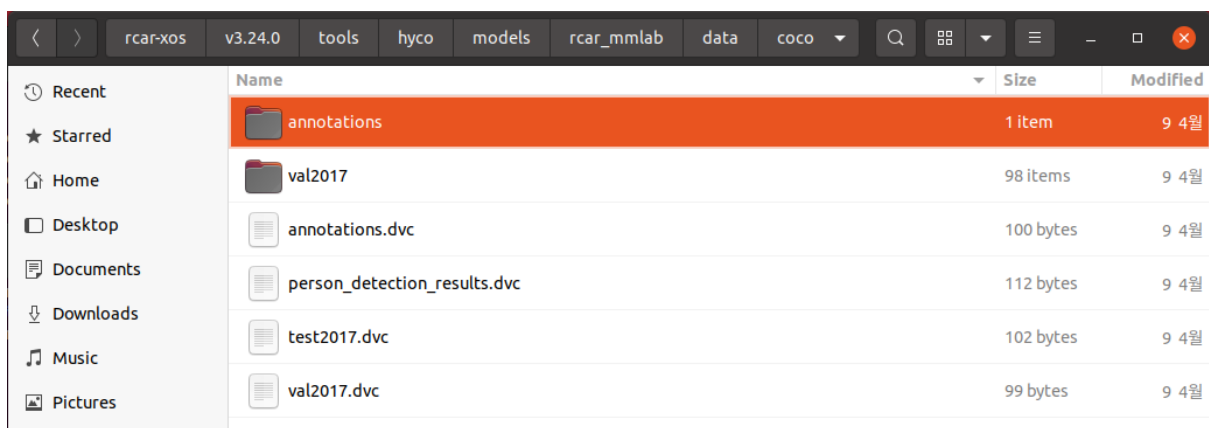 rcar-xos v3.24.0 tools hyco models rcar_mmlab data coco
Recent
Starred
Home
Desktop
Documents
Downloads
Music
Pictures
Name Size Modified
annotations 1 item 9 4월
val2017 98 items 9 4월
annotations.dvc 100 bytes 9 4월
person_detection_results.dvc 112 bytes 9 4월
test2017.dvc 102 bytes 9 4월
val2017.dvc 99 bytes 9 4월